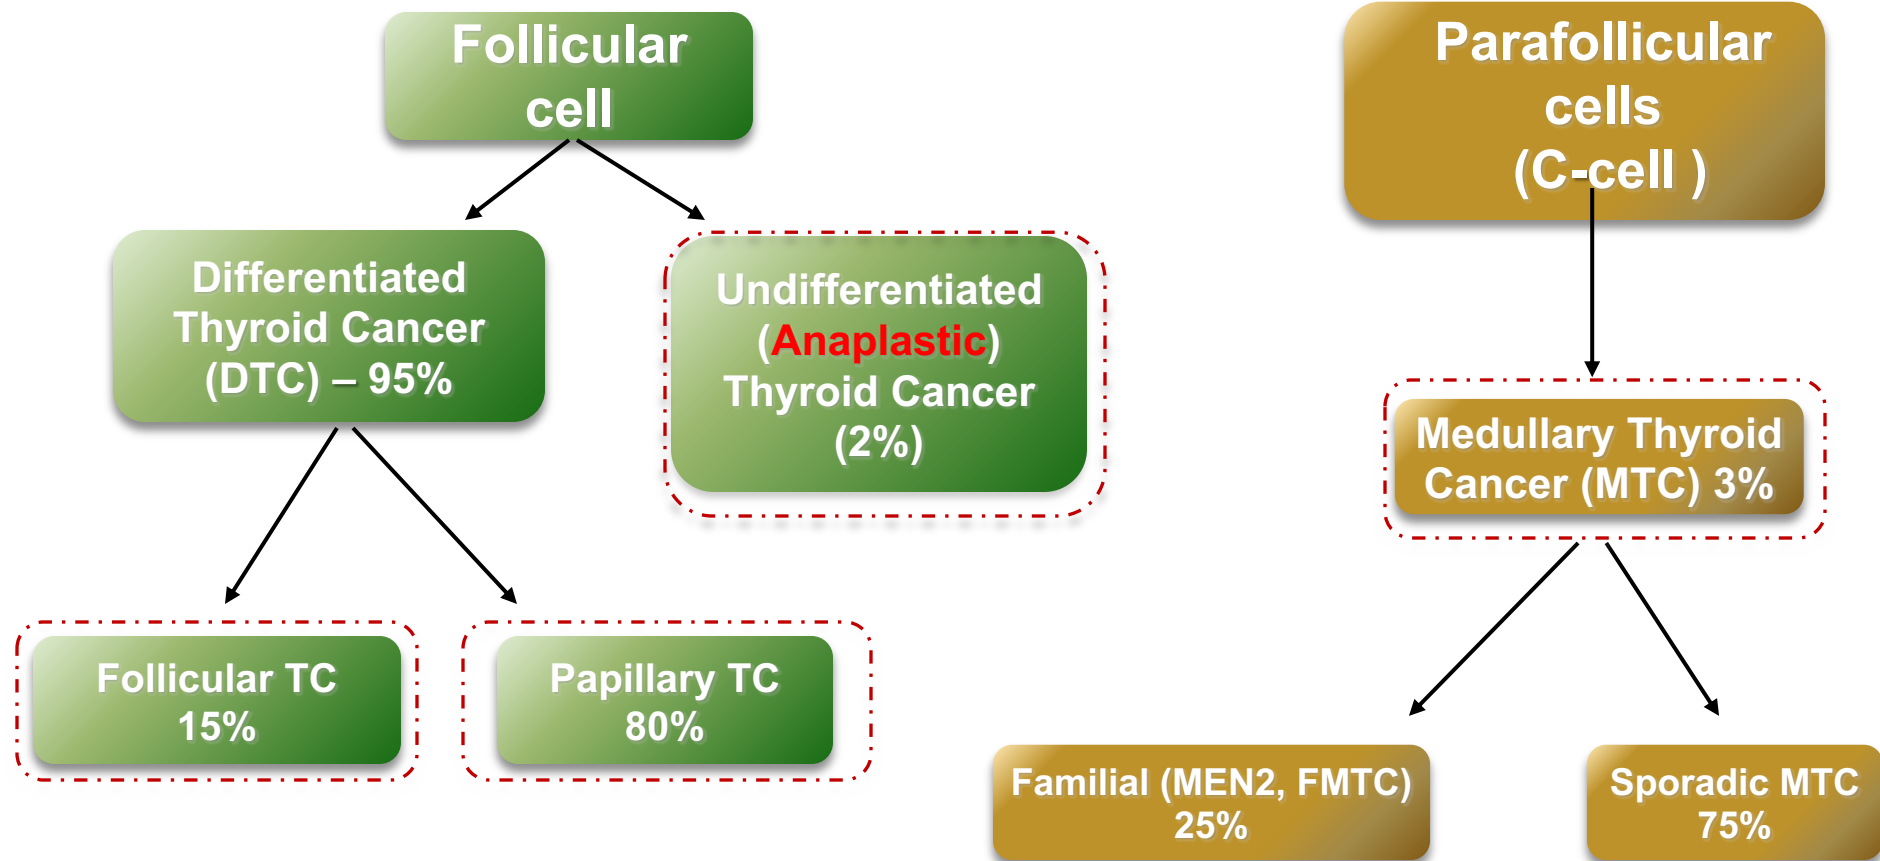 Follicular
cell
Parafollicular
cells
(C-cell )
Differentiated
Thyroid Cancer
(DTC) – 95%
Undifferentiated
(Anaplastic)
Thyroid Cancer
(2%)
Medullary Thyroid
Cancer (MTC) 3%
Follicular TC
15%
Papillary TC
80%
Familial (MEN2, FMTC)
25%
Sporadic MTC
75%